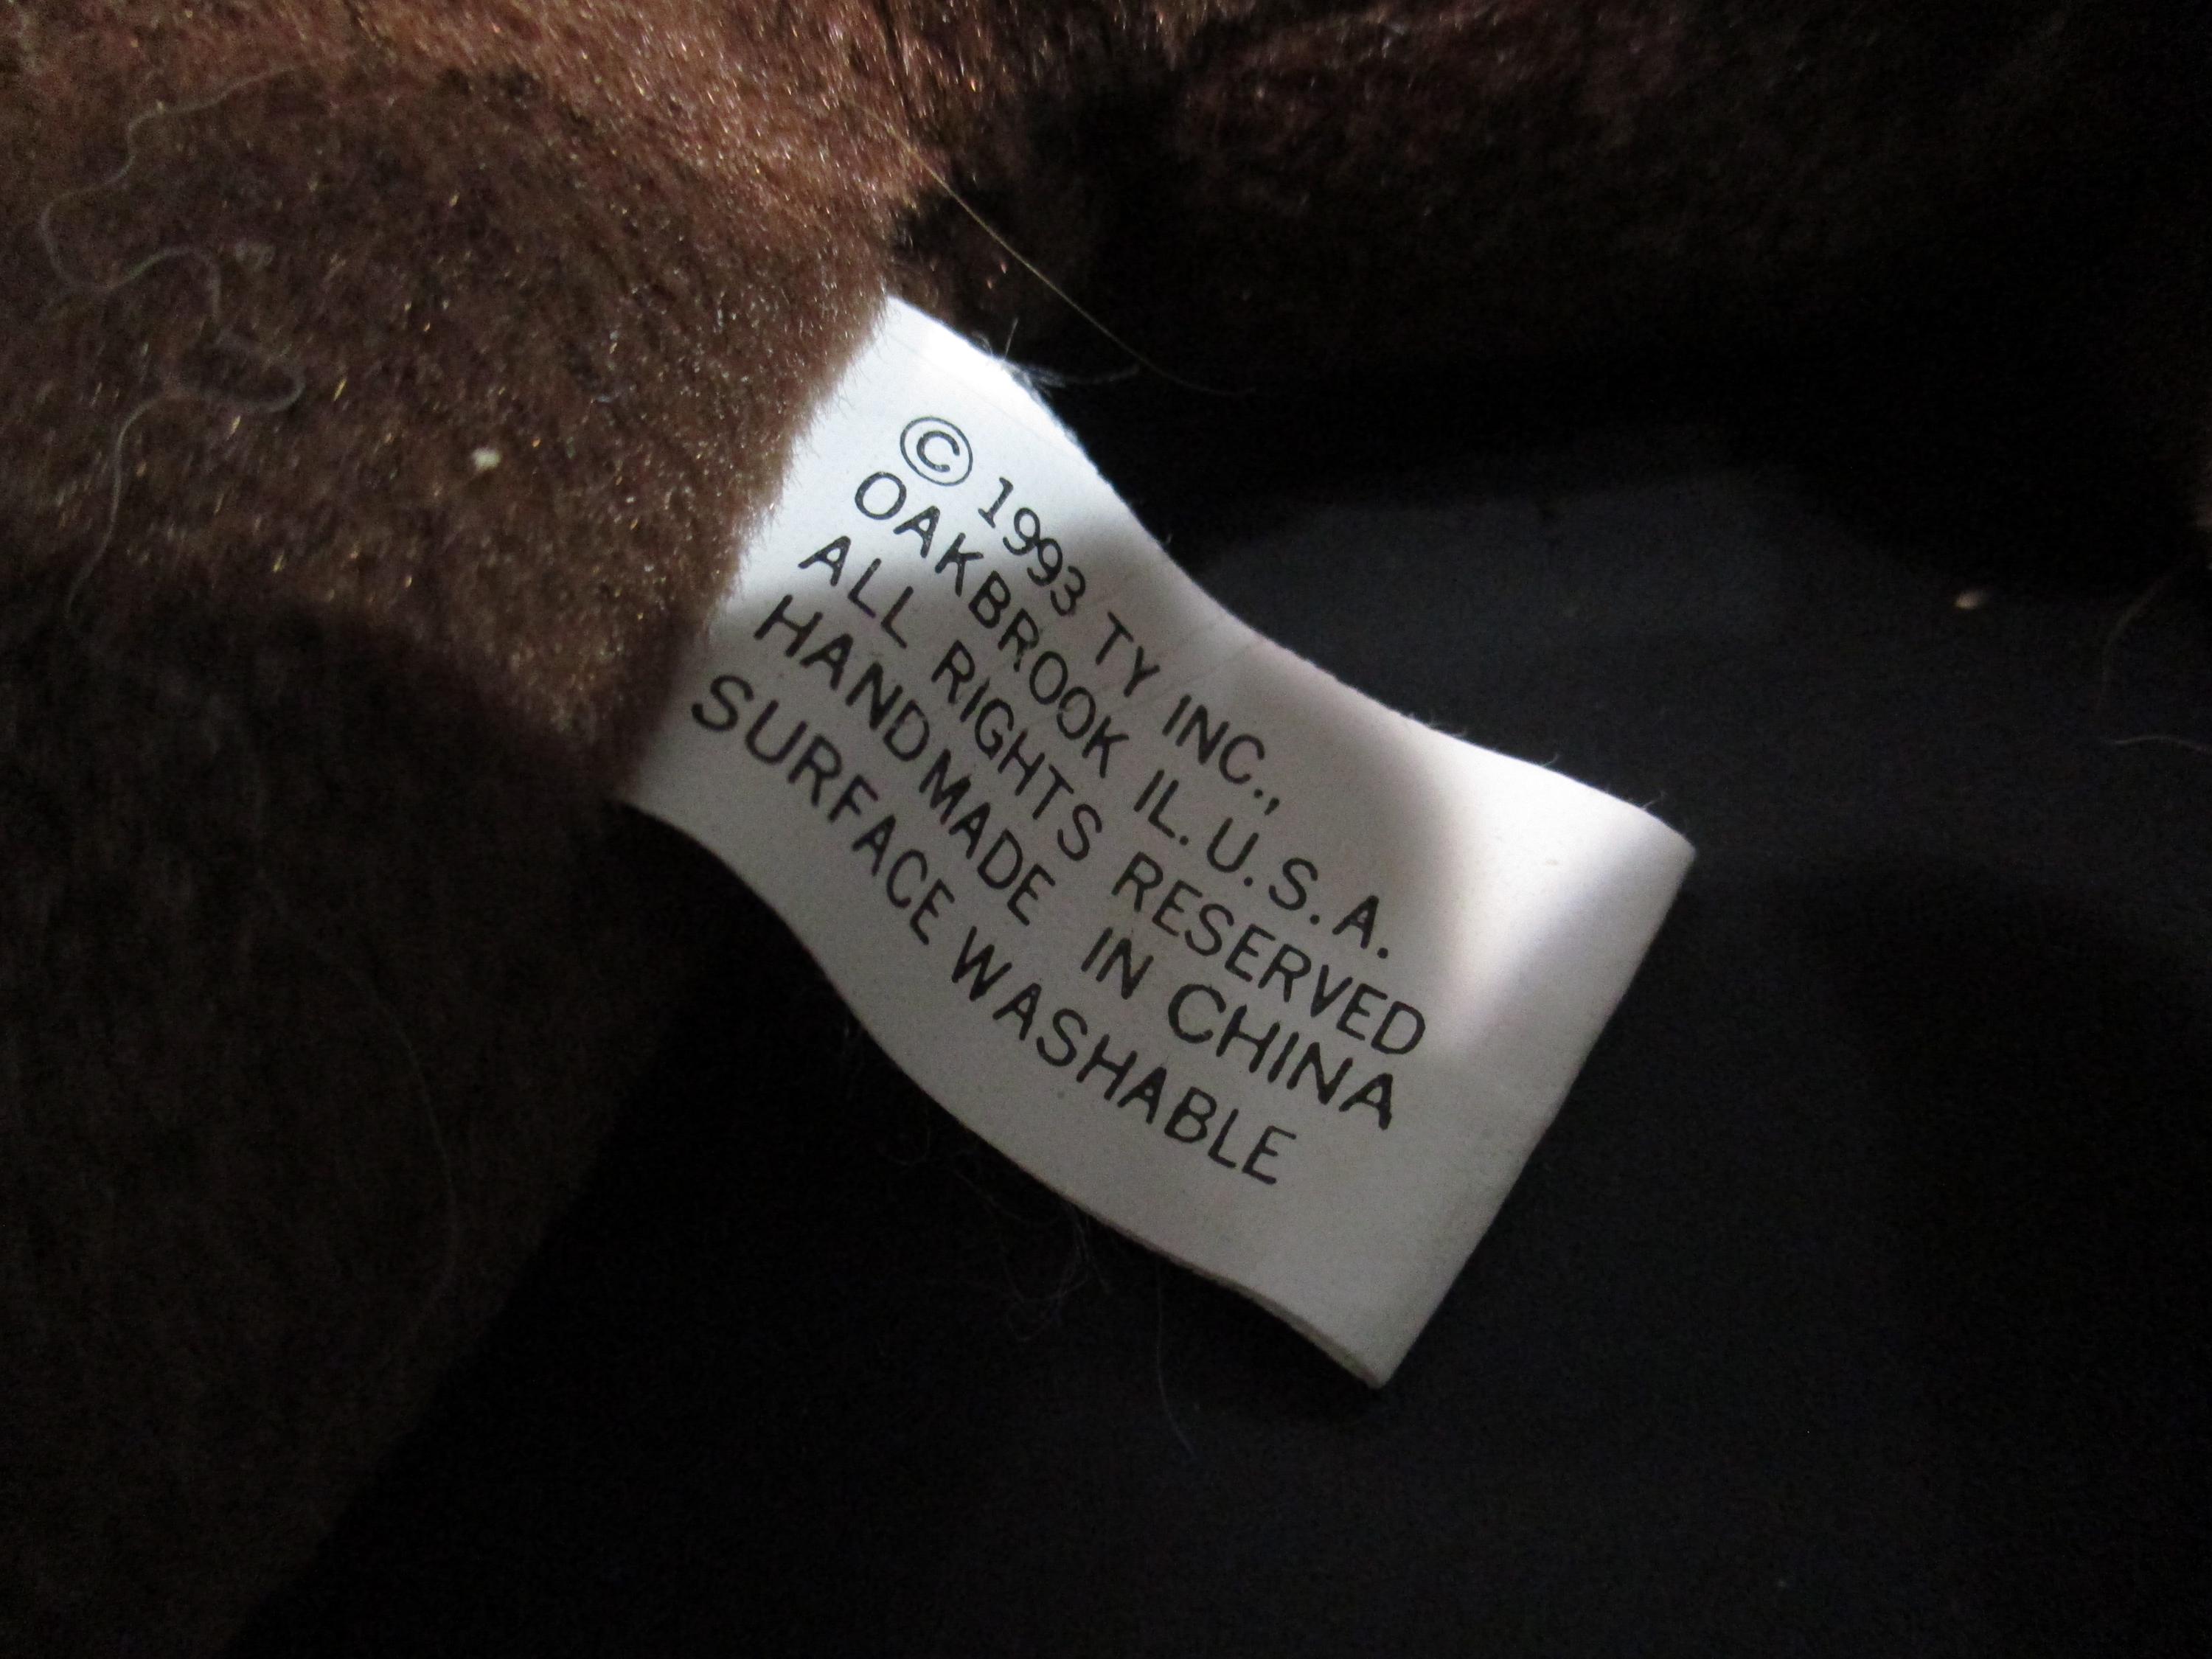 © 1993 TY INC.,
OAKBROOK IL. U.S.A.
ALL RIGHTS RESERVED
HANDMADE IN CHINA
SURFACE WASHABLE